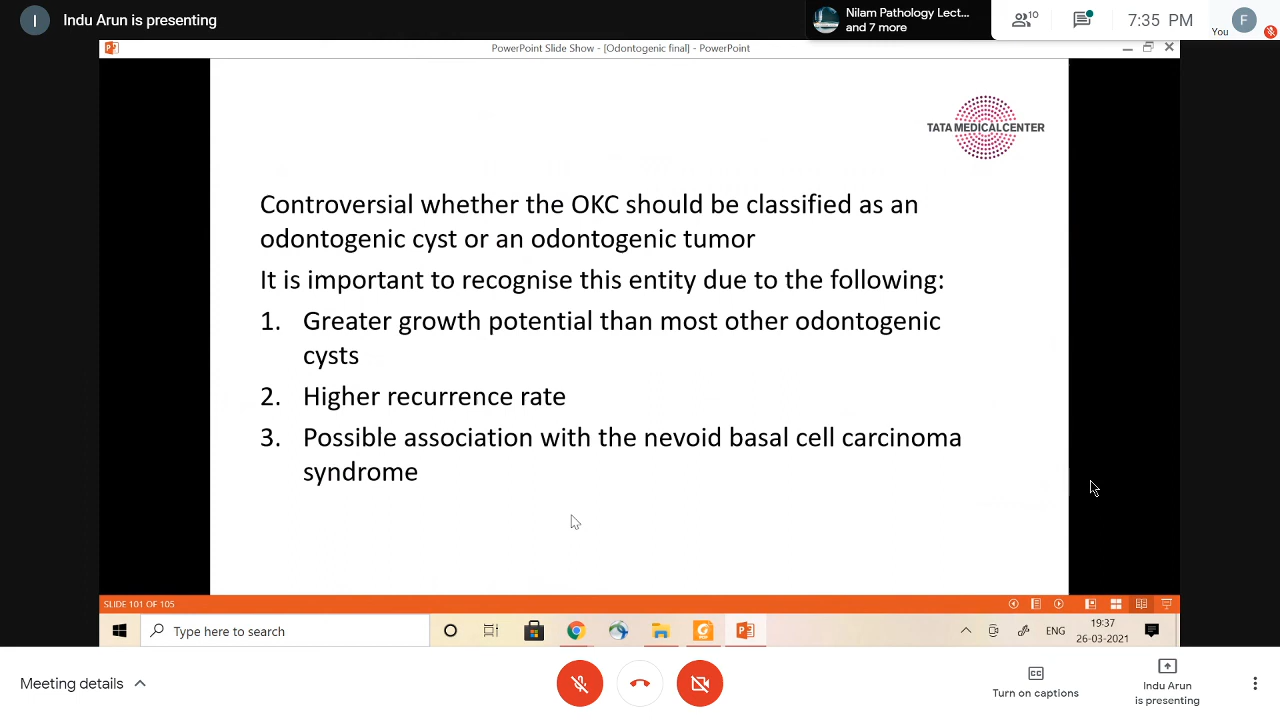 I
Indu Arun is presenting
Nilam Pathology Lect...
and 7 more
10
7:35 PM
You
F
PowerPoint Slide Show - [Odontogenic final] - PowerPoint
TATA MEDICAL CENTER
Controversial whether the OKC should be classified as an
odontogenic cyst or an odontogenic tumor
It is important to recognise this entity due to the following:
1. Greater growth potential than most other odontogenic
cysts
2. Higher recurrence rate
3. Possible association with the nevoid basal cell carcinoma
syndrome
SLIDE 101 OF 105
Type here to search
ENG
19:37
26-03-2021
Meeting details
CC
Turn on captions
Indu Arun
is presenting